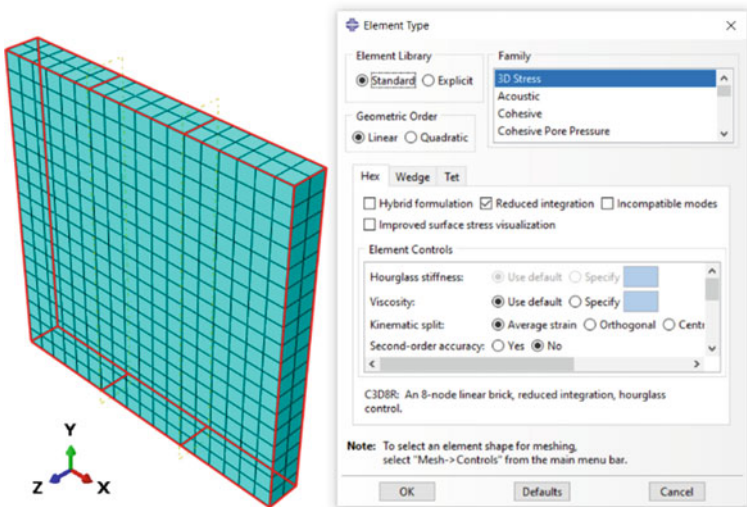 Element Type
Element Library
Standard Explicit
Family
3D Stress
Acoustic
Cohesive
Cohesive Pore Pressure
Geometric Order
Linear Quadratic
Hex Wedge Tet
Hybrid formulation Reduced integration Incompatible modes
Improved surface stress visualization
Element Controls
Hourglass stiffness: Use default Specify
Viscosity: Use default Specify
Kinematic split: Average strain Orthogonal Centr
Second-order accuracy: Yes No
C3D8R: An 8-node linear brick, reduced integration, hourglass
control.
Note: To select an element shape for meshing,
select "Mesh->Controls" from the main menu bar.
OK Defaults Cancel
Y
Z X